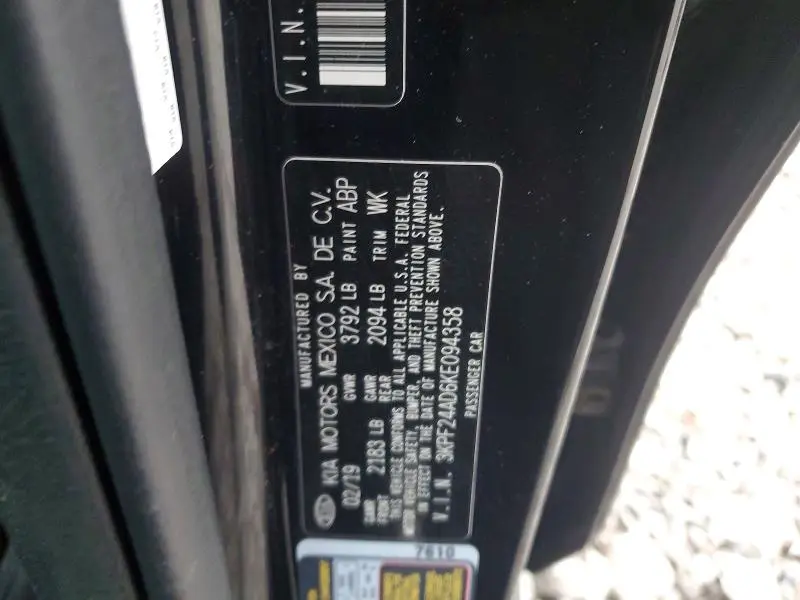 V.I.N.
MANUFACTURED BY
KIA KIA MOTORS MEXICO S.A. DE C.V.
02/19 GVWR 3792 LB PAINT ABP
GAWR FRONT 2183 LB GAWR REAR 2094 LB TRIM WK
THIS VEHICLE CONFORMS TO ALL APPLICABLE U.S.A. FEDERAL
MOTOR VEHICLE SAFETY, BUMPER, AND THEFT PREVENTION STANDARDS
IN EFFECT ON THE DATE OF MANUFACTURE SHOWN ABOVE.
V.I.N. 3KPF24AD6KE094358
PASSENGER CAR
7610